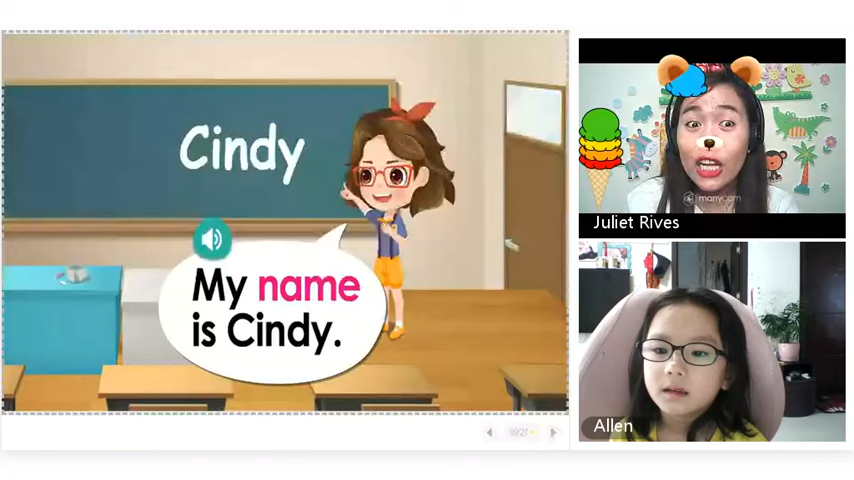 Cindy
My name
is Cindy.
Juliet Rives
Allen